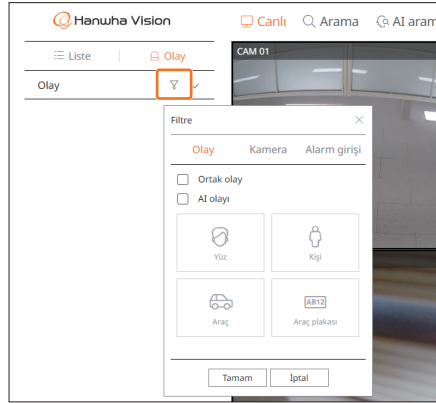 Hanwha Vision
Canlı Arama AI aram
Liste Olay
CAM 01
Olay
Filtre
Olay Kamera Alarm girişi
Ortak olay
AI olayı
Yüz Kişi
AB12
Araç Araç plakası
Tamam İptal